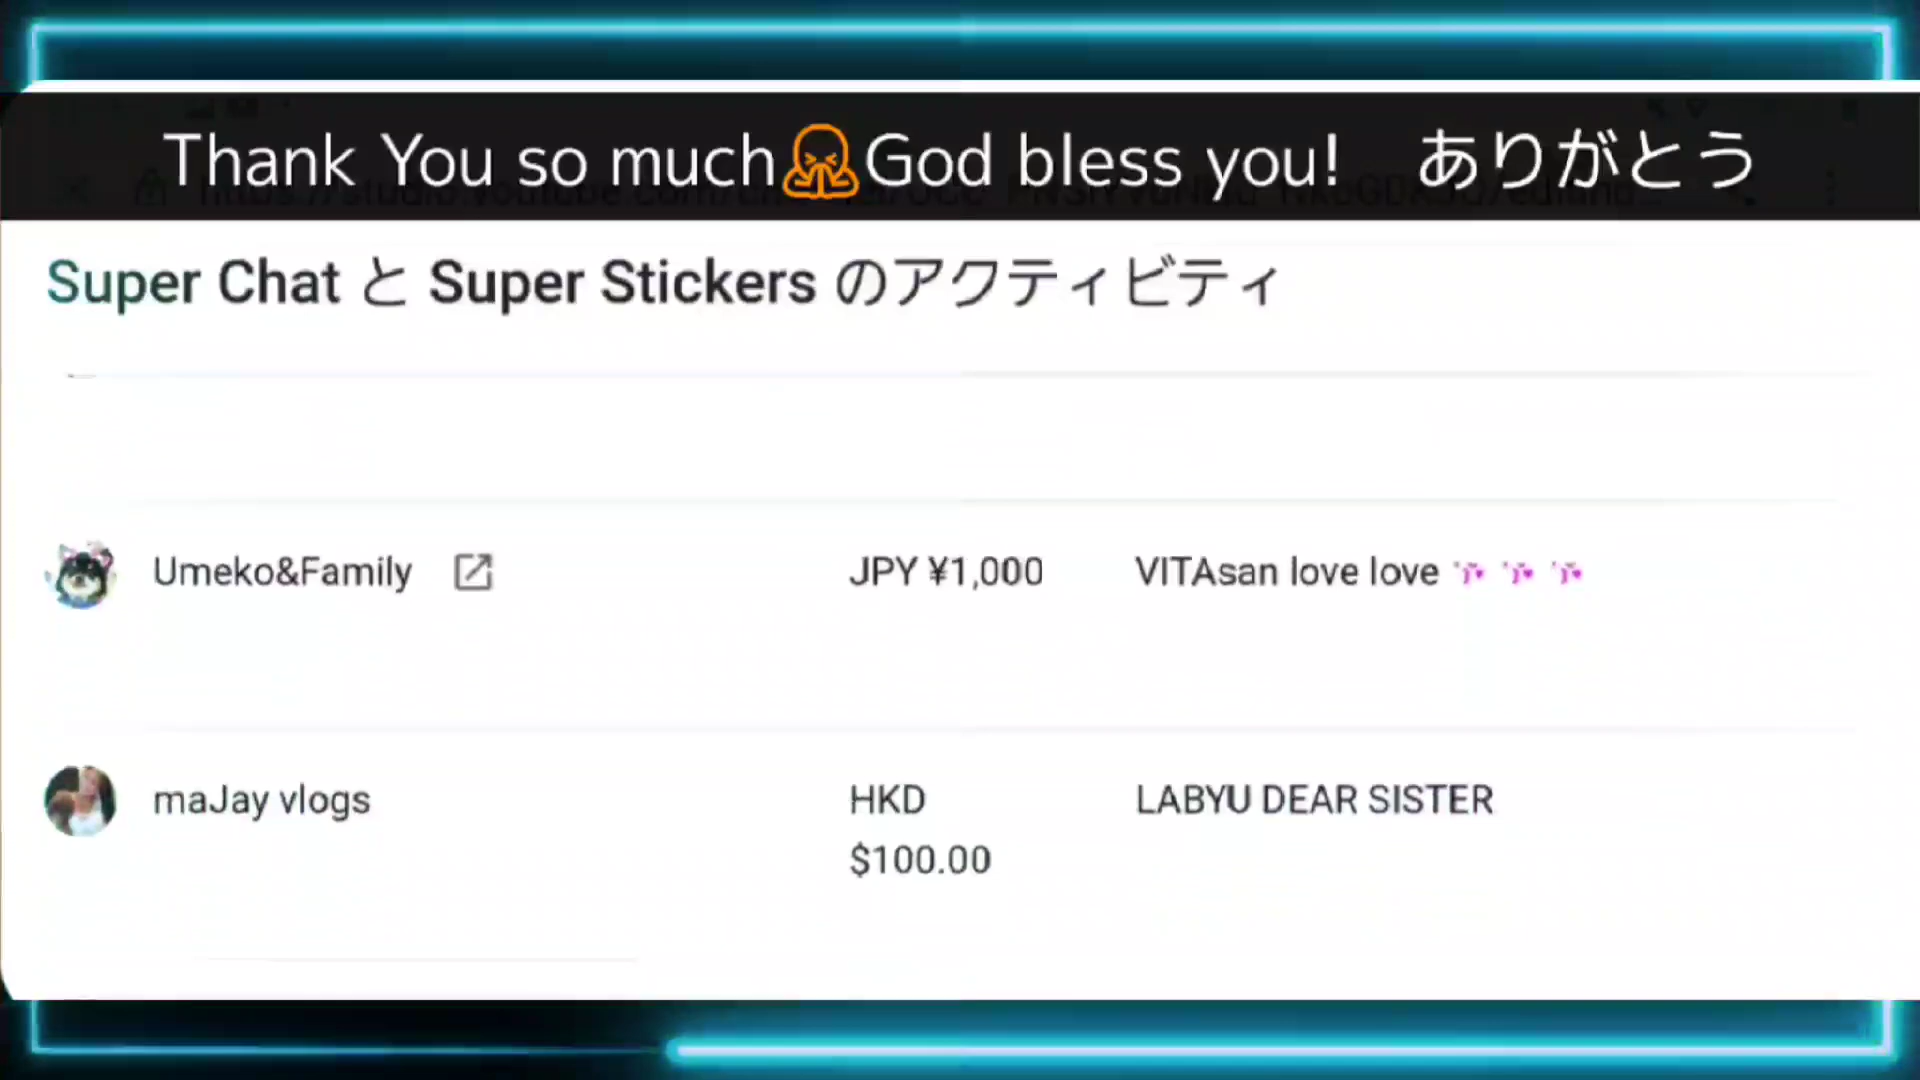 Thank You so much🙏God bless you! ありがとう
Super Chat と Super Stickers のアクティビティ
Umeko&Family JPY ¥1,000 VITAsan love love
maJay vlogs HKD LABYU DEAR SISTER
$100.00